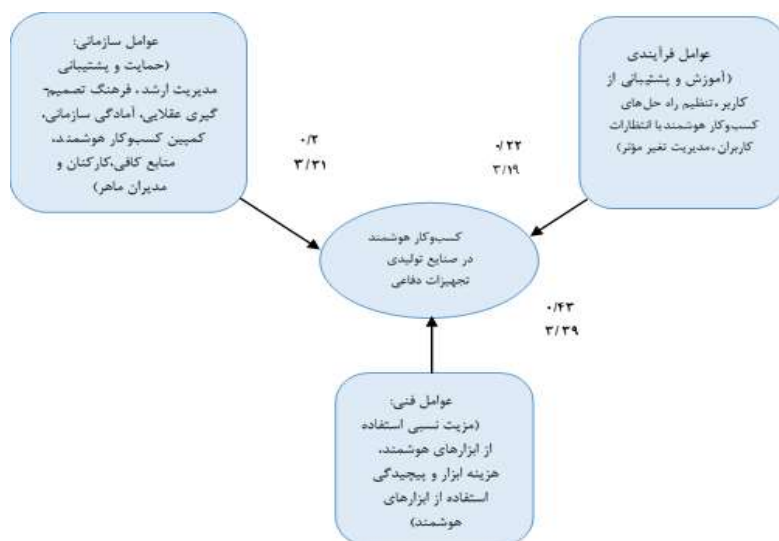 عوامل سازمانی:
(حمایت و پشتیبانی
مدیریت ارشد، فرهنگ تصمیم-
گیری عقلایی، آمادگی سازمانی،
کمپین کسب‌وکار هوشمند،
منابع کافی،کارکنان و
مدیران ماهر)
عوامل فرآیندی
(آموزش و پشتیبانی از
کاربر ،تنظیم راه حل‌های
کسب‌وکار هوشمند با انتظارات
کاربران ،مدیریت تغیر مؤثر)
۰/۲
۳/۲۱
۰/۲۲
۳/۱۹
کسب‌وکار هوشمند
در صنایع تولیدی
تجهیزات دفاعی
۰/۴۳
۳/۳۹
عوامل فنی:
(مزیت نسبی استفاده
از ابزارهای هوشمند،
هزینه ابزار و پیچیدگی
استفاده از ابزارهای
هوشمند)